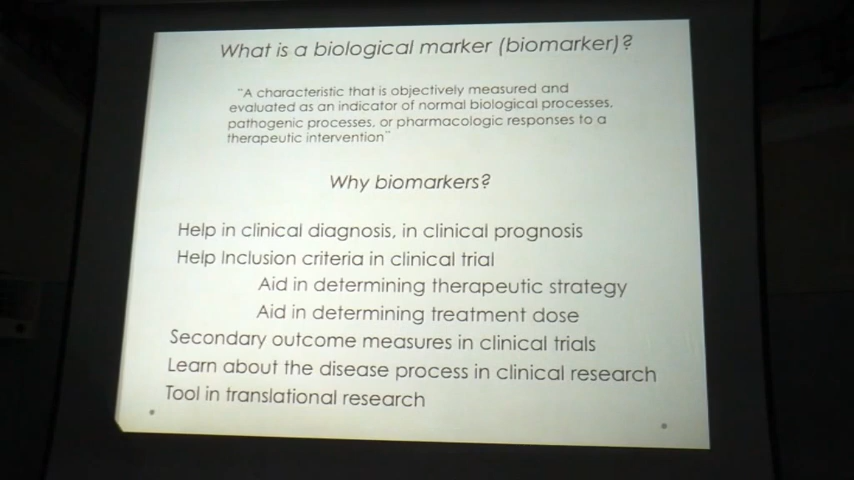 What is a biological marker (biomarker)?
"A characteristic that is objectively measured and
evaluated as an indicator of normal biological processes,
pathogenic processes, or pharmacologic responses to a
therapeutic intervention"
Why biomarkers?
Help in clinical diagnosis, in clinical prognosis
Help Inclusion criteria in clinical trial
Aid in determining therapeutic strategy
Aid in determining treatment dose
Secondary outcome measures in clinical trials
Learn about the disease process in clinical research
Tool in translational research